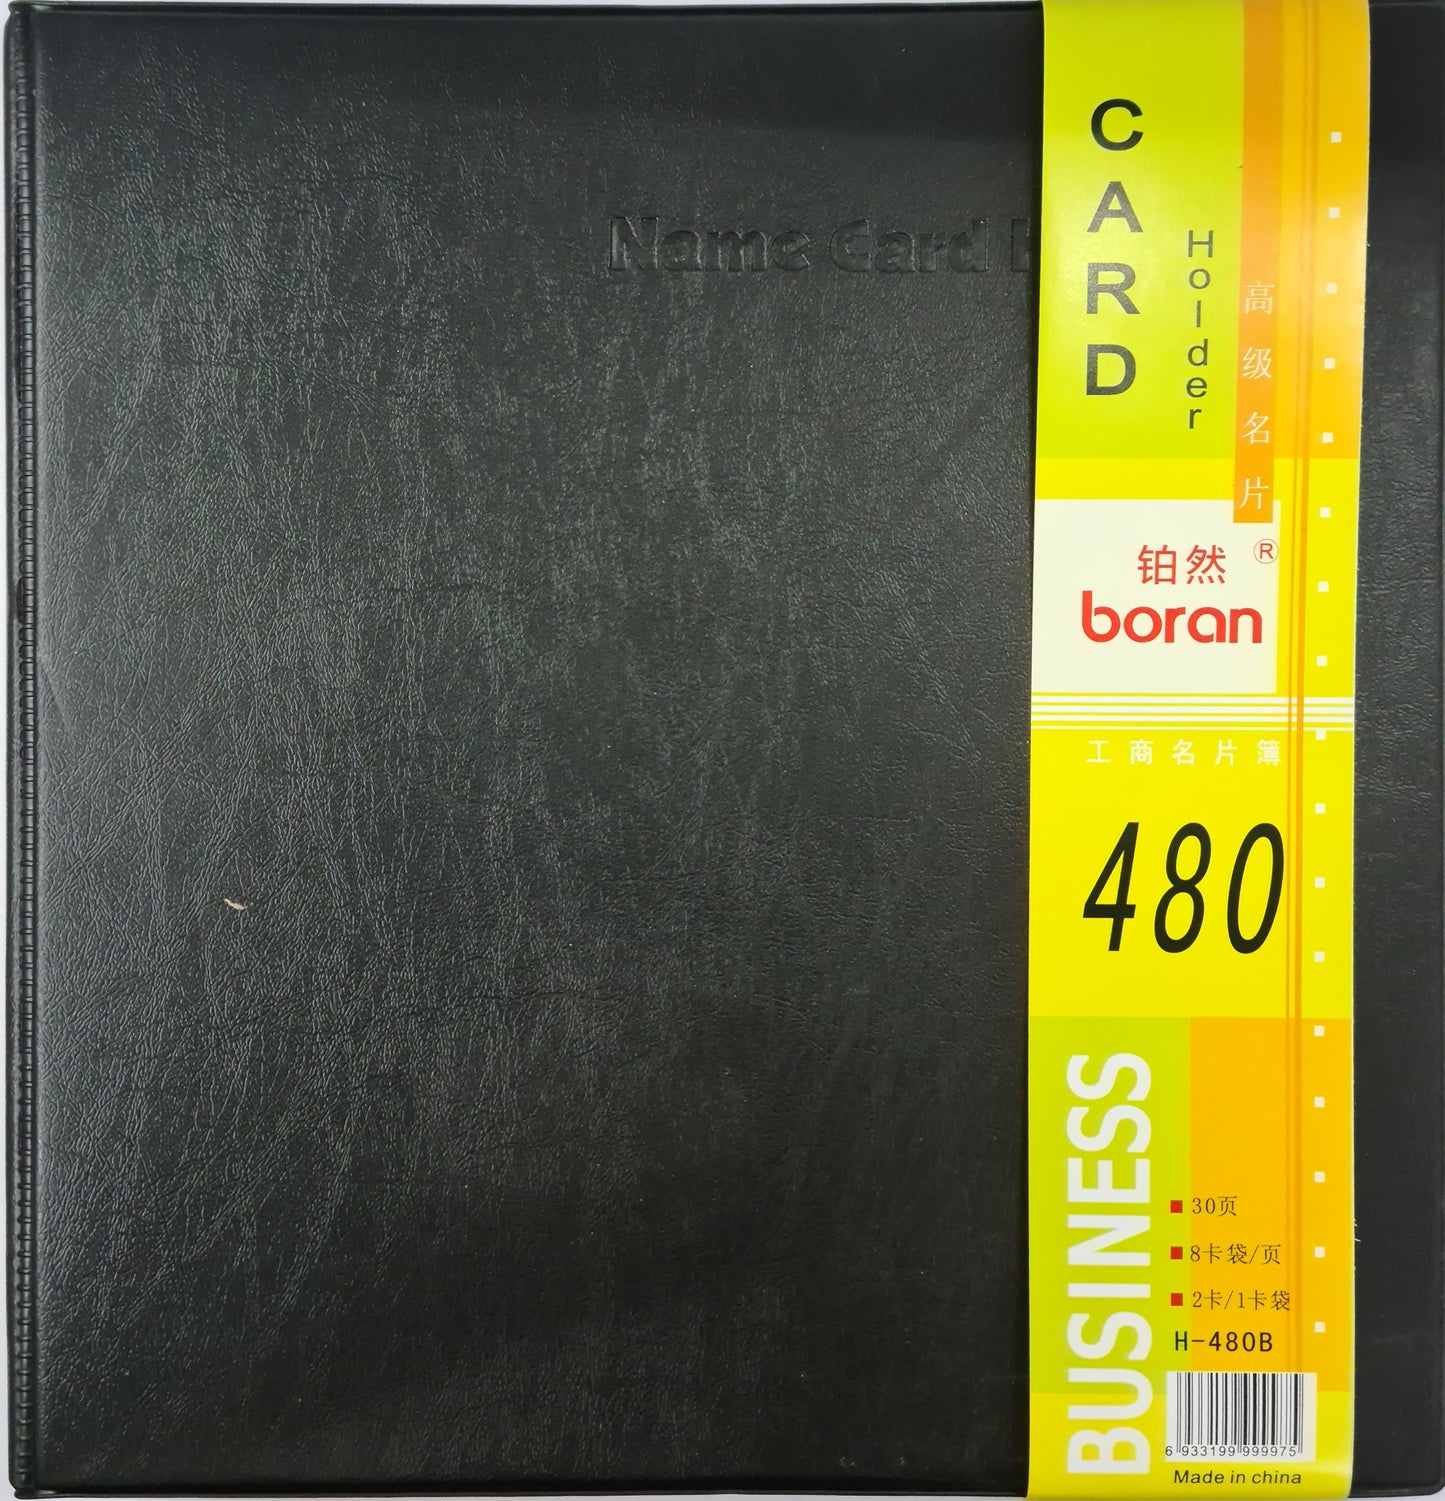 Name Card
CARD
Holder
高级名片
铂然®
boran
工商名片簿
480
BUSINESS
30页
8卡袋/页
2卡/1卡袋
H-480B
6 933199 999975
Made in china